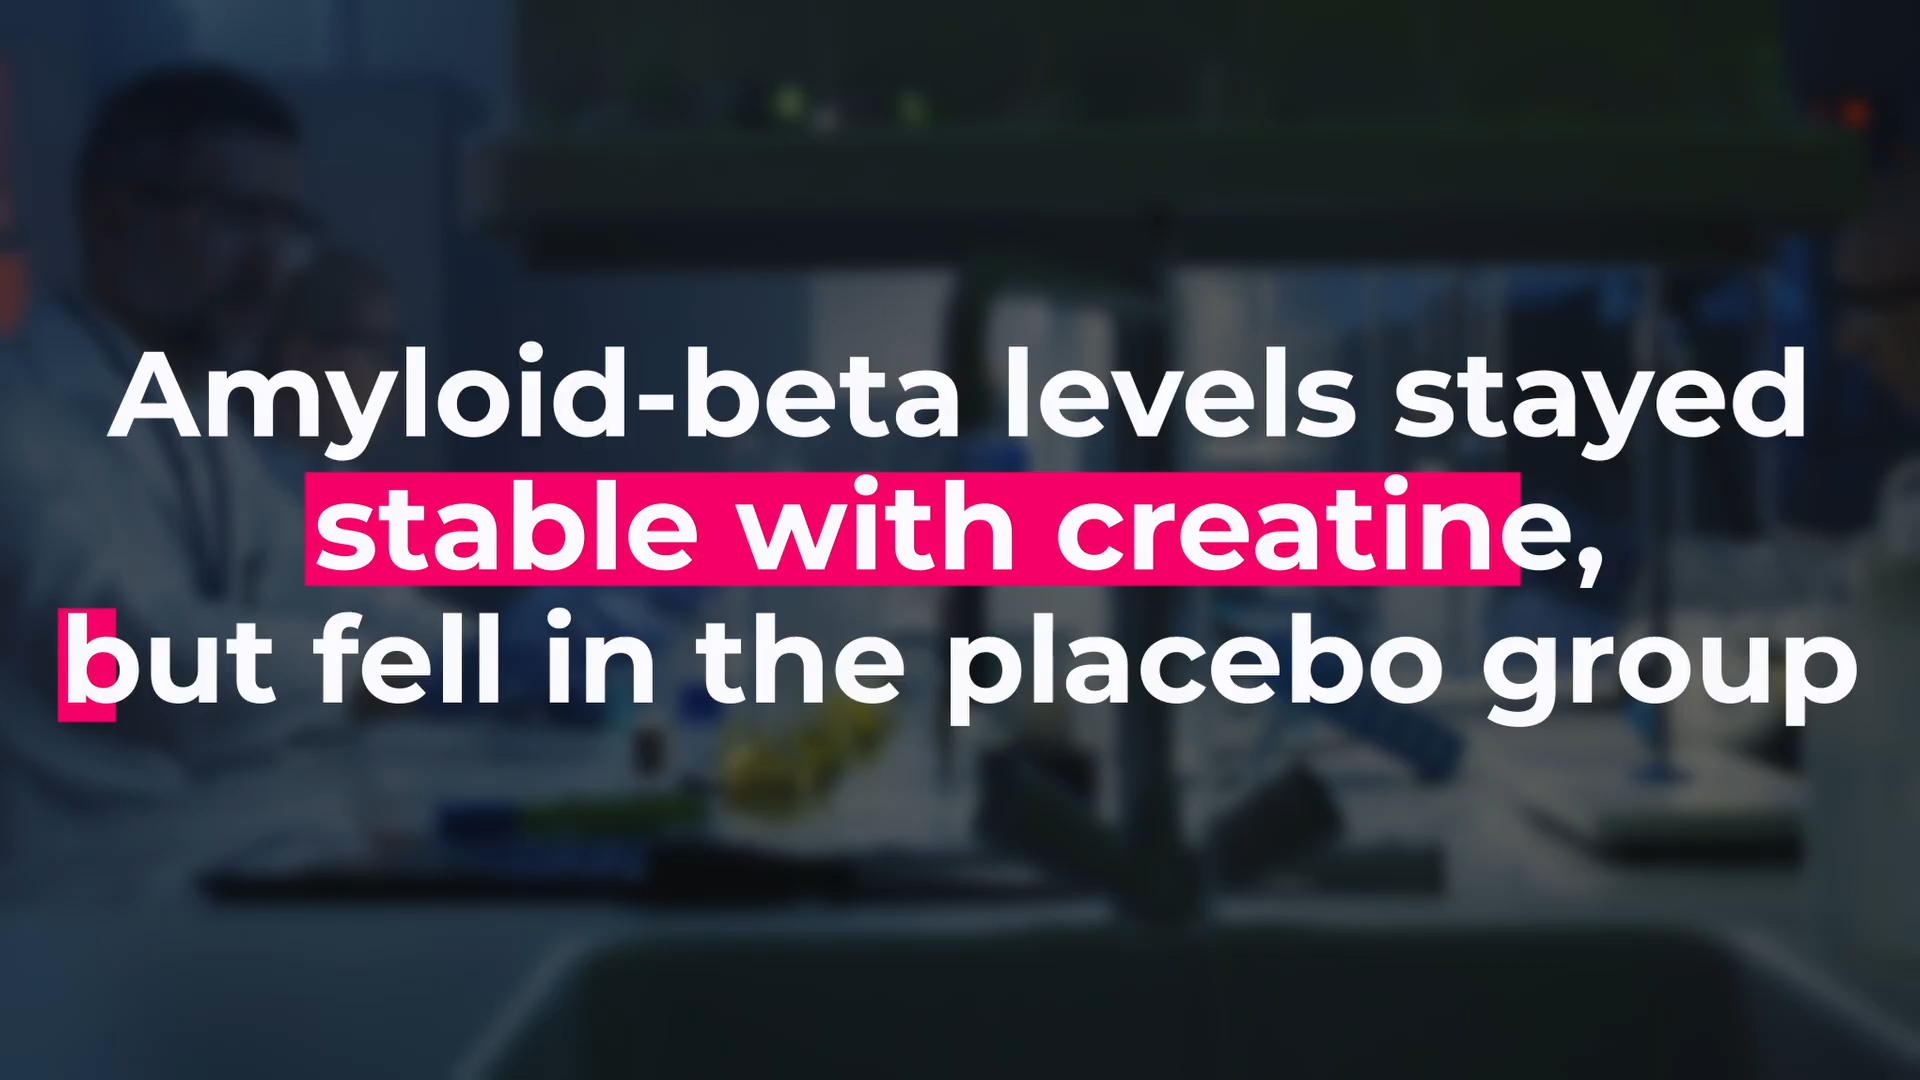 Amyloid-beta levels stayed
stable with creatine,
but fell in the placebo group